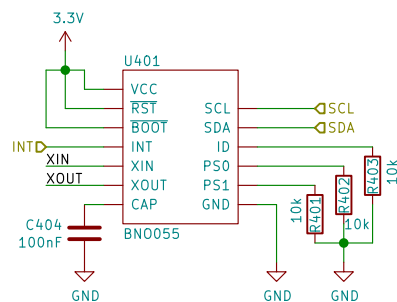 3.3V
U401
VCC
RST
BOOT
INT
INT
XIN
XIN
XOUT
XOUT
CAP
SCL
SCL
SDA
SDA
ID
PS0
PS1
GND
BNO055
C404
100nF
10k
R401
R402
10k
R403
10k
GND
GND
GND